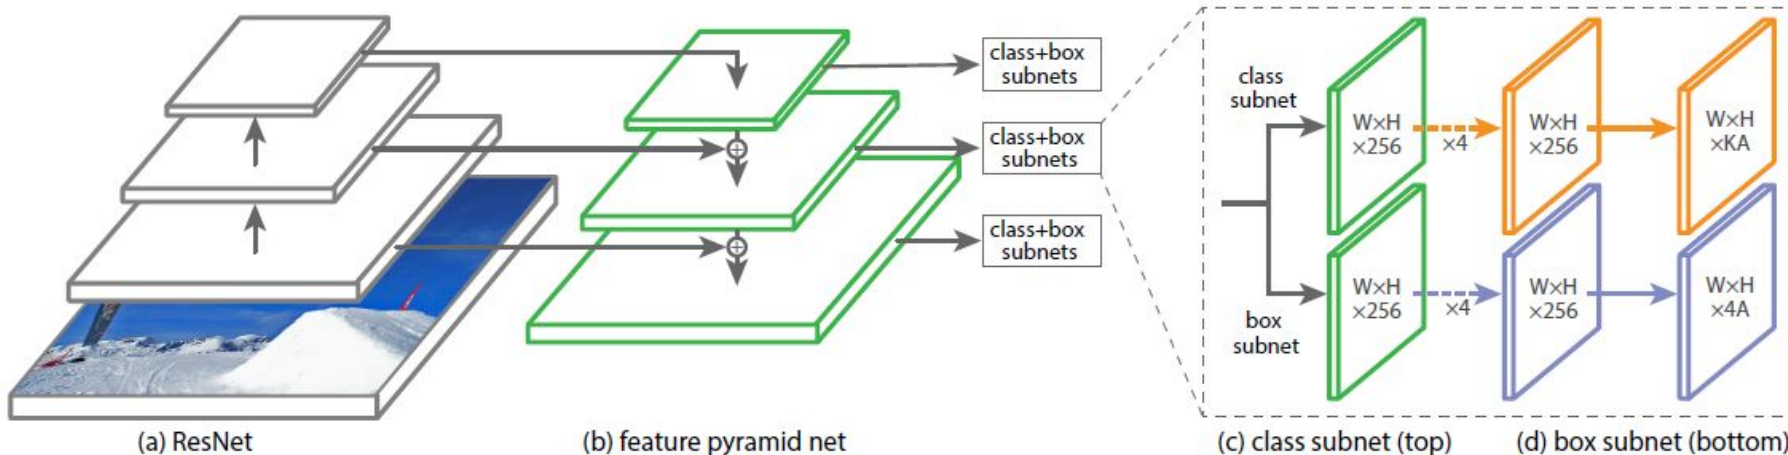 class+box
subnets
class+box
subnets
class+box
subnets
class
subnet
W×H
×256
×4
W×H
×256
W×H
×KA
box
subnet
W×H
×256
×4
W×H
×256
W×H
×4A
(a) ResNet
(b) feature pyramid net
(c) class subnet (top)
(d) box subnet (bottom)